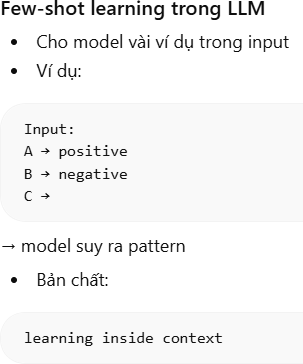 Few-shot learning trong LLM
• Cho model vài ví dụ trong input
• Ví dụ:
Input:
A → positive
B → negative
C →
→ model suy ra pattern
• Bản chất:
learning inside context